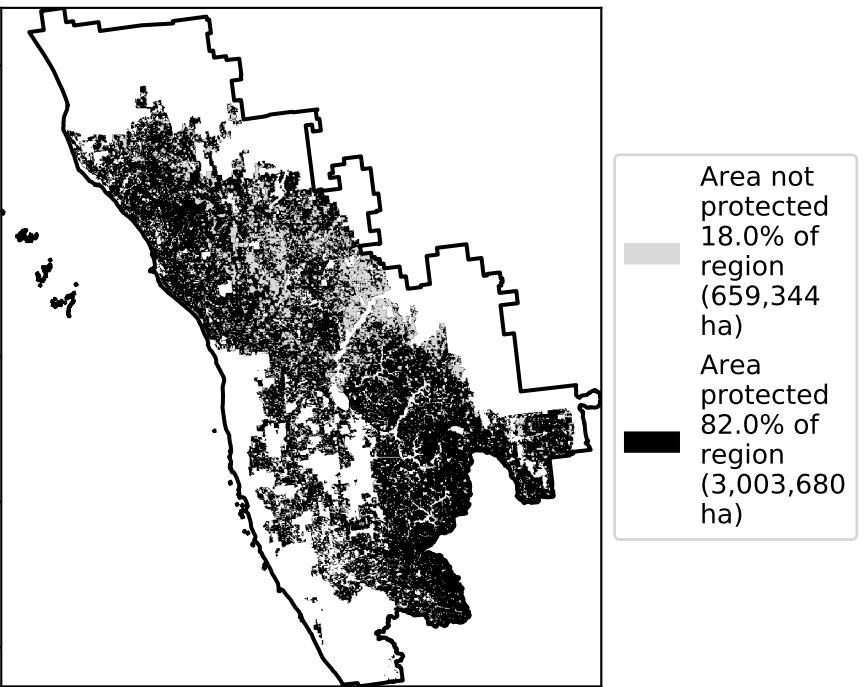 Area not
protected
18.0% of
region
(659,344
ha)
Area
protected
82.0% of
region
(3,003,680
ha)